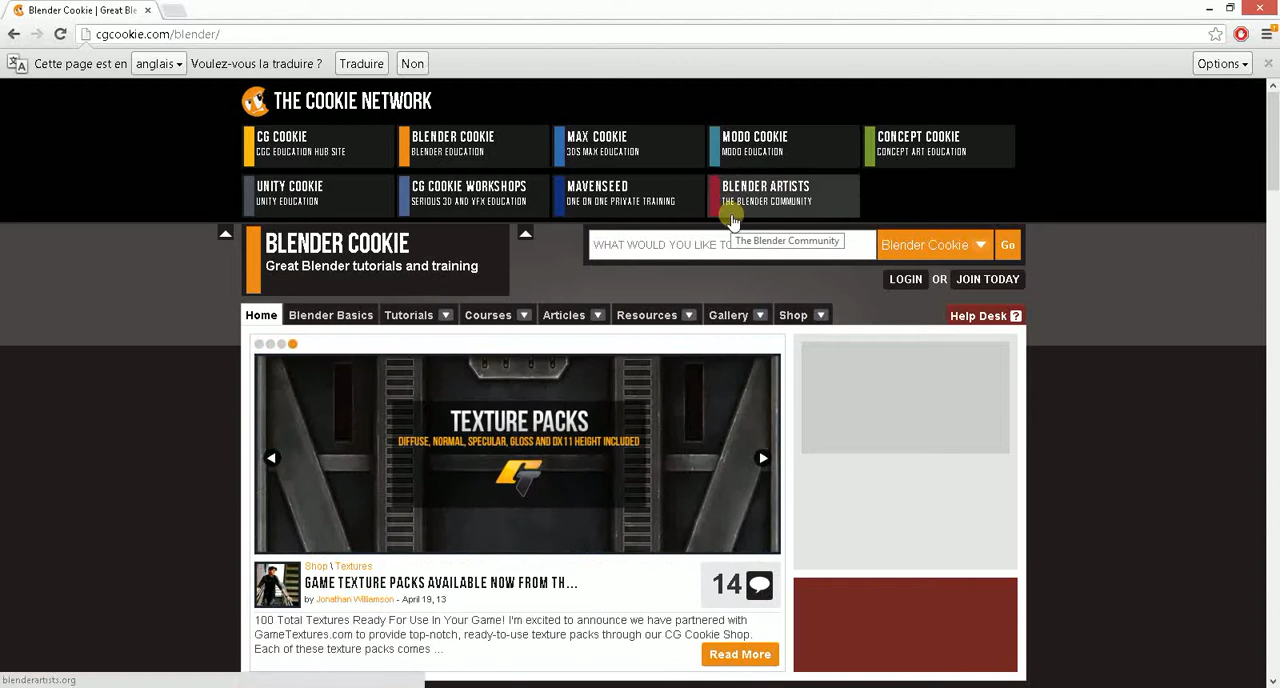 Blender Cookie | Great Ble
cgcookie.com/blender/
Cette page est en anglais Voulez-vous la traduire ? Traduire Non Options
THE COOKIE NETWORK
CG COOKIE
CGC EDUCATION HUB SITE
BLENDER COOKIE
BLENDER EDUCATION
MAX COOKIE
3DS MAX EDUCATION
MODO COOKIE
MODO EDUCATION
CONCEPT COOKIE
CONCEPT ART EDUCATION
UNITY COOKIE
UNITY EDUCATION
CG COOKIE WORKSHOPS
SERIOUS 3D AND VFX EDUCATION
MAVENSEED
ONE ON ONE PRIVATE TRAINING
BLENDER ARTISTS
THE BLENDER COMMUNITY
BLENDER COOKIE
Great Blender tutorials and training
WHAT WOULD YOU LIKE TO
The Blender Community
Blender Cookie
Go
LOGIN OR JOIN TODAY
Home Blender Basics Tutorials Courses Articles Resources Gallery Shop Help Desk ?
TEXTURE PACKS
DIFFUSE, NORMAL, SPECULAR, GLOSS AND DX11 HEIGHT INCLUDED
Shop \ Textures
GAME TEXTURE PACKS AVAILABLE NOW FROM TH...
by Jonathan Williamson - April 19, 13
14
100 Total Textures Ready For Use In Your Game! I'm excited to announce we have partnered with
GameTextures.com to provide top-notch, ready-to-use texture packs through our CG Cookie Shop.
Each of these texture packs comes ...
Read More
blenderartists.org